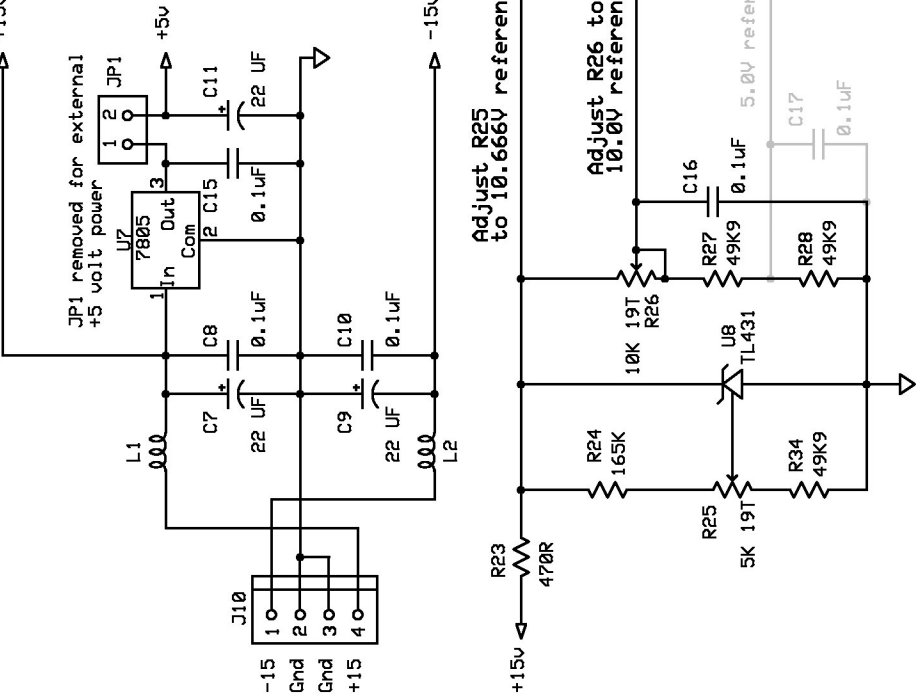 +15v
+5v
-15v
JP1 removed for external
+5 volt power
JP1
1
2
C11
22 UF
U7
7805
In
Out
Com
1
3
2
C15
0.1uF
C8
0.1uF
C10
0.1uF
C7
22 UF
C9
22 UF
L1
L2
J10
1
2
3
4
-15
Gnd
Gnd
+15
Adjust R25
to 10.666V referen
Adjust R26 to
10.0V referen
5.0V refer
C17
0.1uF
C16
0.1uF
10K 19T
R26
R27
49K9
R28
49K9
U8
TL431
R24
165K
R25
5K 19T
R34
49K9
R23
470R
+15v